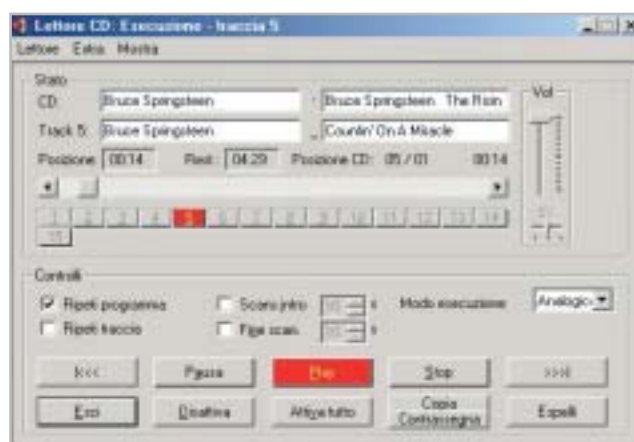 Lettore CD: Esecuzione - traccia 5
Lettore Extra Mostra
Stato
CD: Bruce Springsteen Bruce Springsteen The Risin Vol
Track 5: Bruce Springsteen Countin' On A Miracle
Posizione: 00:14 Rest.: 04:29 Posizione CD: 05 / 01 00:14
1 2 3 4 5 6 7 8 9 10 11 12 13 14
15
Controlli
Ripeti programma Scans.intro s Modo esecuzione Analogic
Ripeti traccia Fine scan. s
|<<< Pausa Play Stop >>>|
Esci Disattiva Attiva tutto Copia Contrassegna Espelli